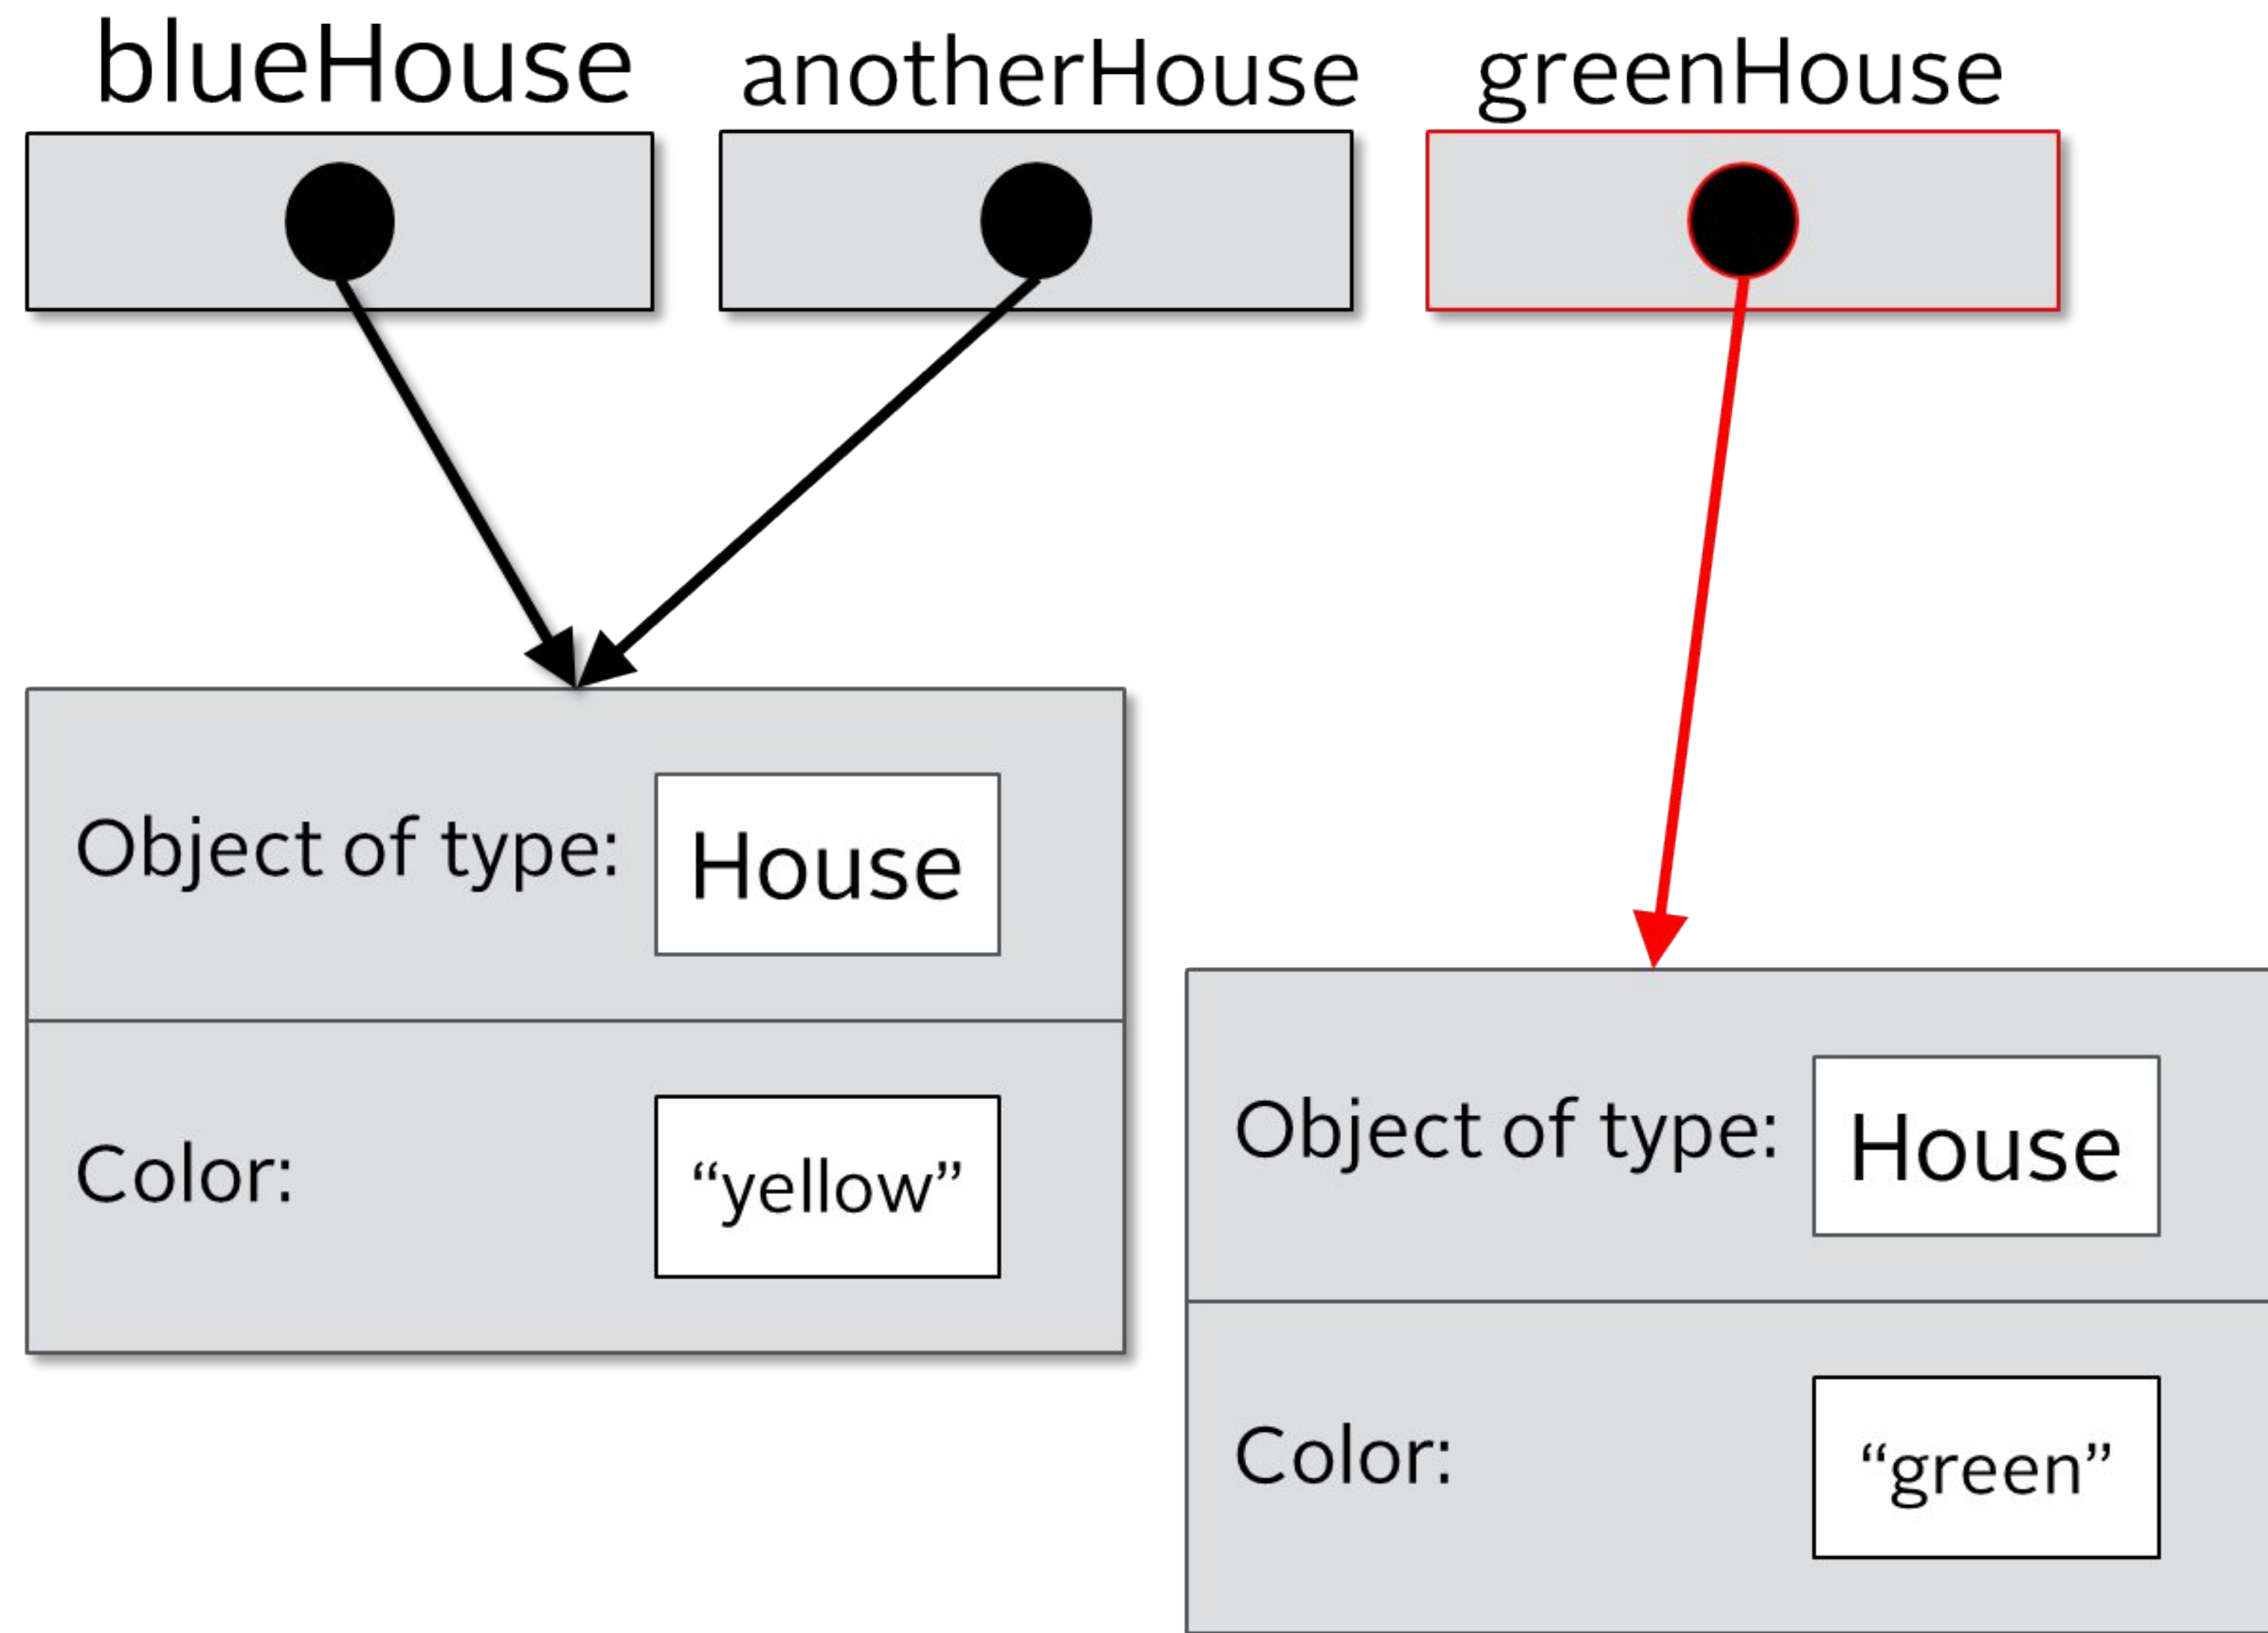 blueHouse
anotherHouse
greenHouse
Object of type: House
Color: “yellow”
Object of type: House
Color: “green”